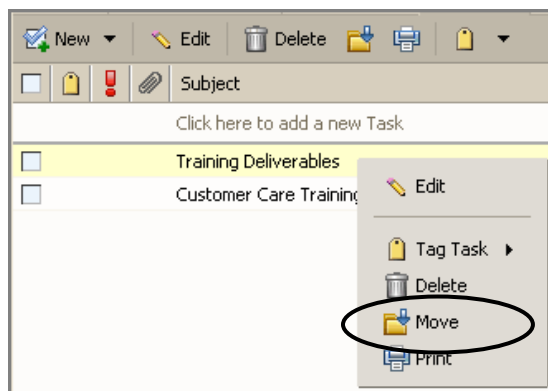 New Edit Delete
Subject
Click here to add a new Task
Training Deliverables
Customer Care Training
Edit
Tag Task
Delete
Move
Print